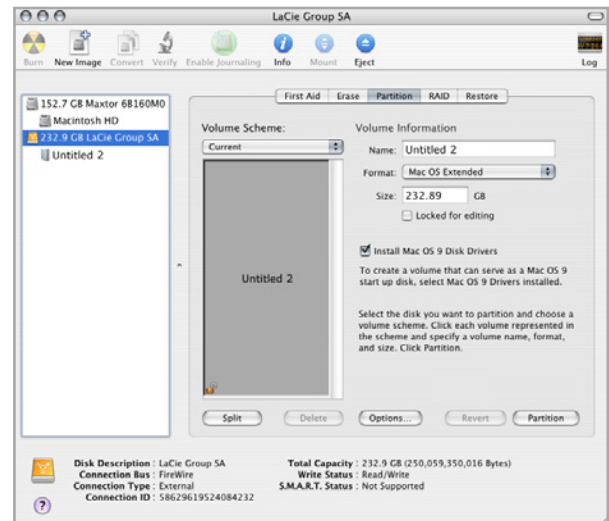 LaCie Group SA
Burn New Image Convert Verify Enable Journaling Info Mount Eject Log
152.7 GB Maxtor 6B160M0
Macintosh HD
232.9 GB LaCie Group SA
Untitled 2
First Aid Erase Partition RAID Restore
Volume Scheme:
Current
Untitled 2
Volume Information
Name: Untitled 2
Format: Mac OS Extended
Size: 232.89 GB
Locked for editing
Install Mac OS 9 Disk Drivers
To create a volume that can serve as a Mac OS 9
start up disk, select Mac OS 9 Drivers installed.
Select the disk you want to partition and choose a
volume scheme. Click each volume represented in
the scheme and specify a volume name, format,
and size. Click Partition.
Split Delete Options... Revert Partition
Disk Description : LaCie Group SA
Connection Bus : FireWire
Connection Type : External
Connection ID : 58629619524084232
Total Capacity : 232.9 GB (250,059,350,016 Bytes)
Write Status : Read/Write
S.M.A.R.T. Status : Not Supported
?